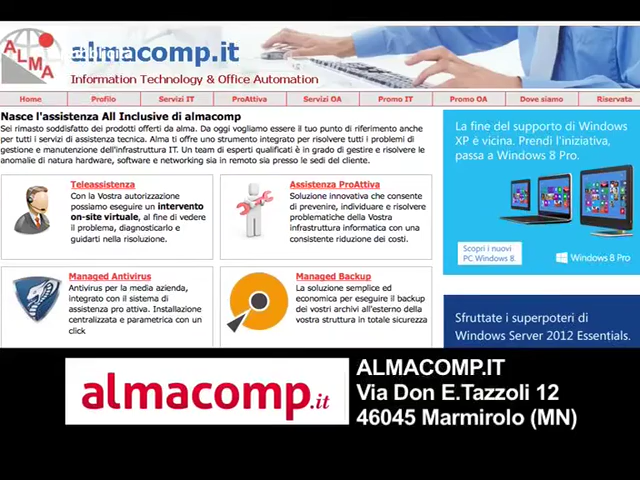 ALMA
almacomp.it
Information Technology & Office Automation
Home Profilo Servizi IT ProAttiva Servizi OA Promo IT Promo OA Dove siamo Riservata
Nasce l'assistenza All Inclusive di almacomp
Sei rimasto soddisfatto dei prodotti offerti da alma. Da oggi vogliamo essere il tuo punto di riferimento anche
per tutti i servizi di assistenza tecnica. Alma ti offre uno strumento integrato per risolvere tutti i problemi di
gestione e manutenzione dell'infrastruttura IT. Un team di esperti qualificati è in grado di gestire e risolvere le
anomalie di natura hardware, software e networking sia in remoto sia presso le sedi del cliente.
Teleassistenza
Con la Vostra autorizzazione
possiamo eseguire un intervento
on-site virtuale, al fine di vedere
il problema, diagnosticarlo e
guidarti nella risoluzione.
Assistenza ProAttiva
Soluzione innovativa che consente
di prevenire, individuare e risolvere
problematiche della Vostra
infrastruttura informatica con una
consistente riduzione dei costi.
Managed Antivirus
Antivirus per la media azienda,
integrato con il sistema di
assistenza pro attiva. Installazione
centralizzata e parametrica con un
click
Managed Backup
La soluzione semplice ed
economica per eseguire il backup
dei vostri archivi all'esterno della
vostra struttura in totale sicurezza
La fine del supporto di Windows
XP è vicina. Prendi l'iniziativa,
passa a Windows 8 Pro.
Scopri i nuovi
PC Windows 8.
Windows 8 Pro
Sfruttate i superpoteri di
Windows Server 2012 Essentials.
almacomp.it
ALMACOMP.IT
Via Don E.Tazzoli 12
46045 Marmirolo (MN)